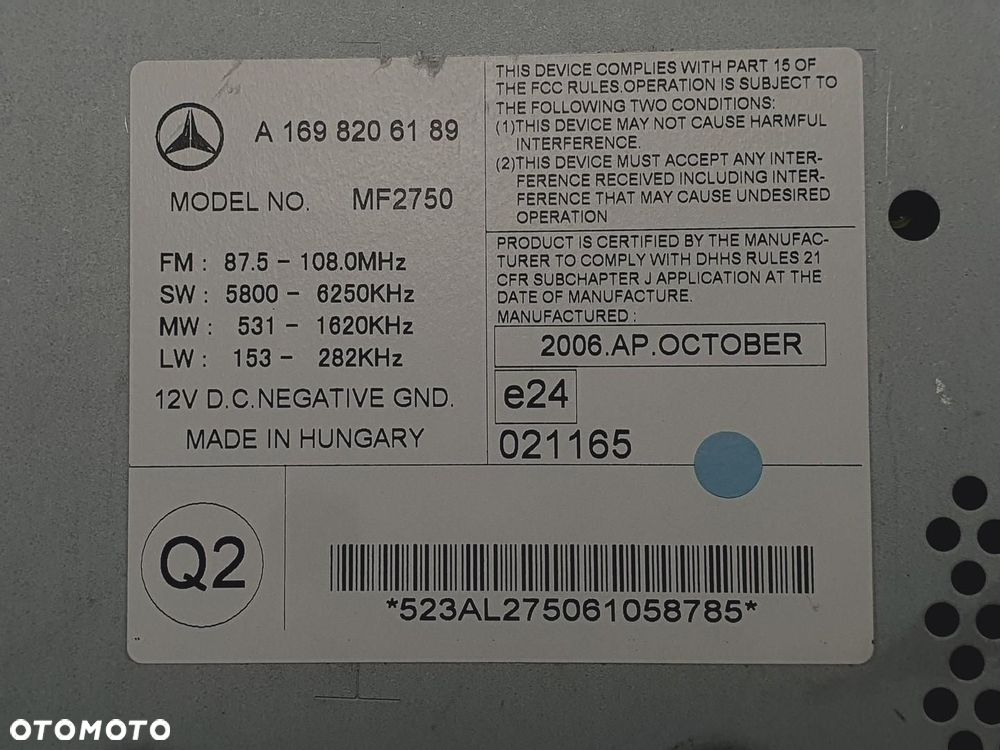 A 169 820 61 89
MODEL NO. MF2750
FM : 87.5 - 108.0MHz
SW : 5800 - 6250KHz
MW : 531 - 1620KHz
LW : 153 - 282KHz
12V D.C.NEGATIVE GND.
MADE IN HUNGARY
THIS DEVICE COMPLIES WITH PART 15 OF
THE FCC RULES.OPERATION IS SUBJECT TO
THE FOLLOWING TWO CONDITIONS:
(1)THIS DEVICE MAY NOT CAUSE HARMFUL
INTERFERENCE.
(2)THIS DEVICE MUST ACCEPT ANY INTER-
FERENCE RECEIVED INCLUDING INTER-
FERENCE THAT MAY CAUSE UNDESIRED
OPERATION
PRODUCT IS CERTIFIED BY THE MANUFAC-
TURER TO COMPLY WITH DHHS RULES 21
CFR SUBCHAPTER J APPLICATION AT THE
DATE OF MANUFACTURE.
MANUFACTURED :
2006.AP.OCTOBER
e24
021165
Q2
*523AL275061058785*
OTOMOTO